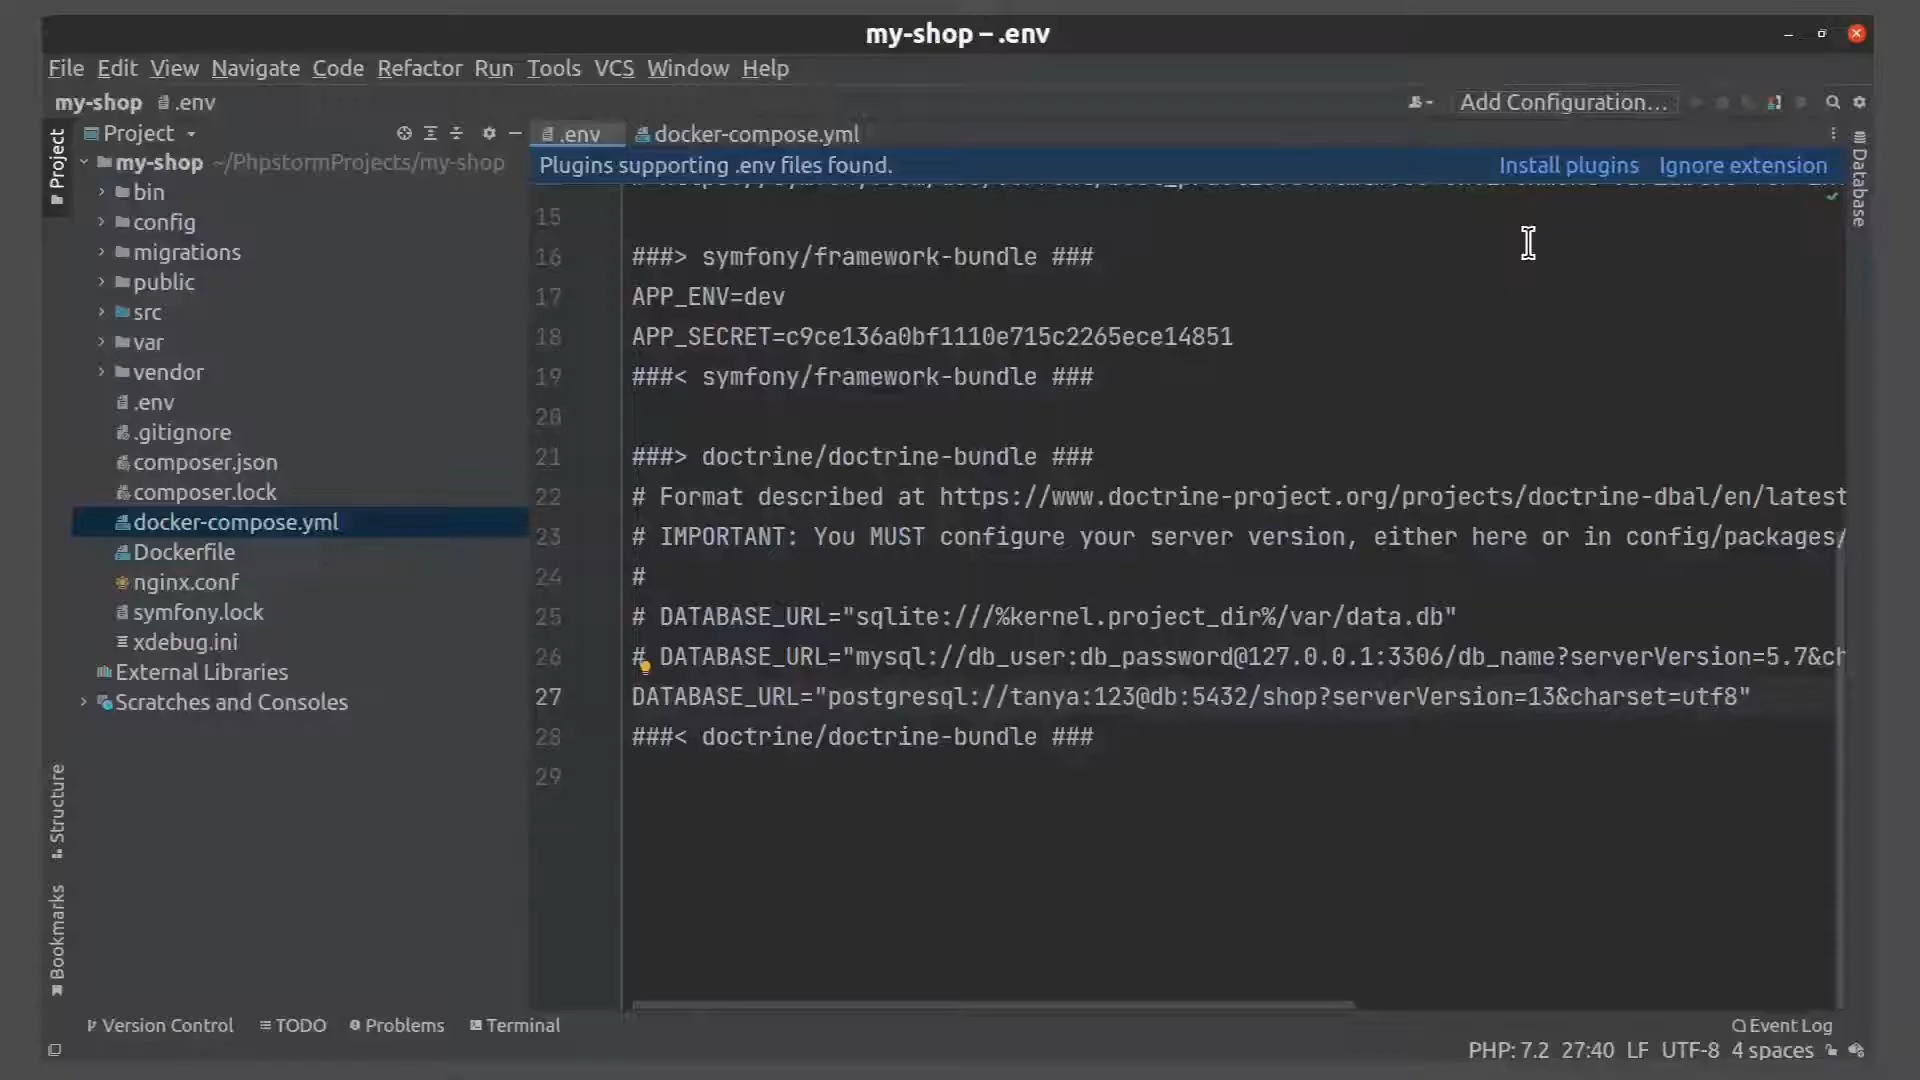 my-shop – .env
File Edit View Navigate Code Refactor Run Tools VCS Window Help
my-shop .env
Add Configuration...
Project
.env
docker-compose.yml
Plugins supporting .env files found.
Install plugins
Ignore extension
Project
Structure
Bookmarks
Database
my-shop ~/PhpstormProjects/my-shop
bin
config
migrations
public
src
var
vendor
.env
.gitignore
composer.json
composer.lock
docker-compose.yml
Dockerfile
nginx.conf
symfony.lock
xdebug.ini
External Libraries
Scratches and Consoles
15
16 ###> symfony/framework-bundle ###
17 APP_ENV=dev
18 APP_SECRET=c9ce136a0bf1110e715c2265ece14851
19 ###< symfony/framework-bundle ###
20
21 ###> doctrine/doctrine-bundle ###
22 # Format described at https://www.doctrine-project.org/projects/doctrine-dbal/en/latest
23 # IMPORTANT: You MUST configure your server version, either here or in config/packages/
24 #
25 # DATABASE_URL="sqlite:///%kernel.project_dir%/var/data.db"
26 # DATABASE_URL="mysql://db_user:db_password@127.0.0.1:3306/db_name?serverVersion=5.7&ch
27 DATABASE_URL="postgresql://tanya:123@db:5432/shop?serverVersion=13&charset=utf8"
28 ###< doctrine/doctrine-bundle ###
29
Version Control TODO Problems Terminal
Event Log
PHP: 7.2 27:40 LF UTF-8 4 spaces